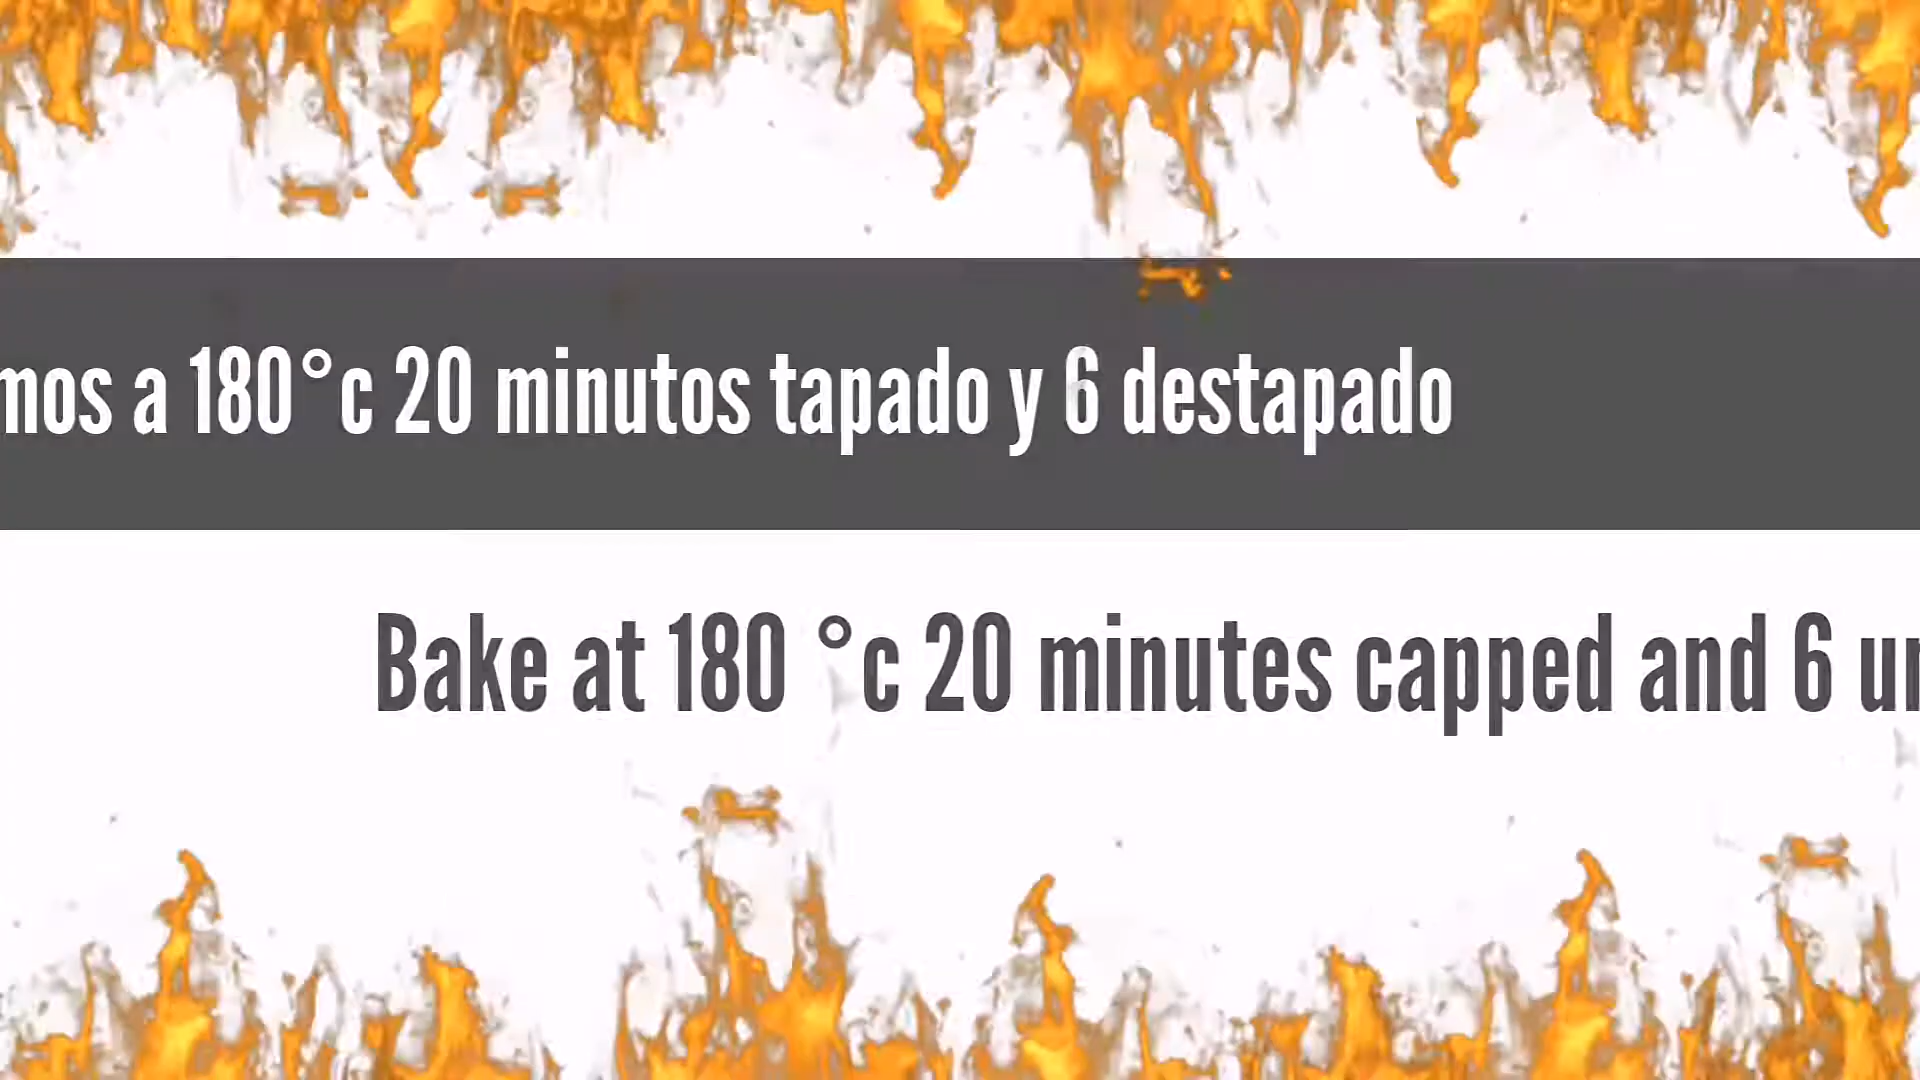 mos a 180°c 20 minutos tapado y 6 destapado
Bake at 180 °c 20 minutes capped and 6